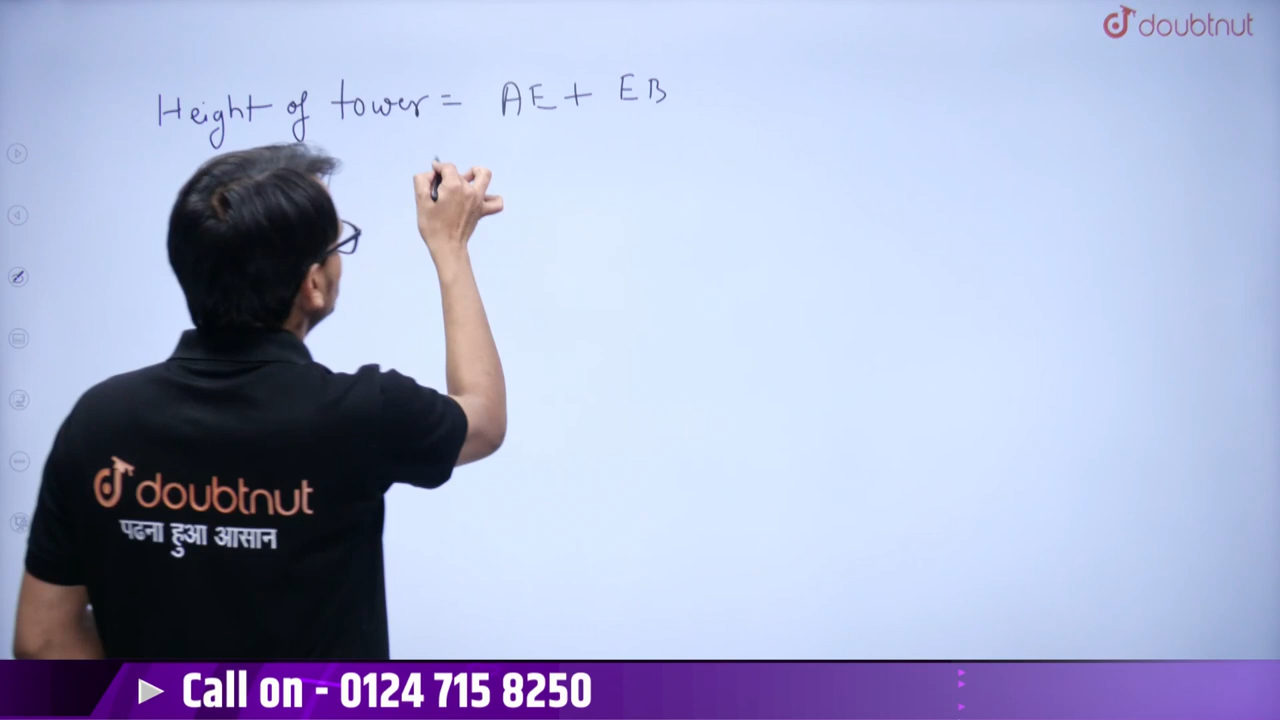 doubtnut
Height of tower = AE + EB
doubtnut
पढना हुआ आसान
Call on - 0124 715 8250